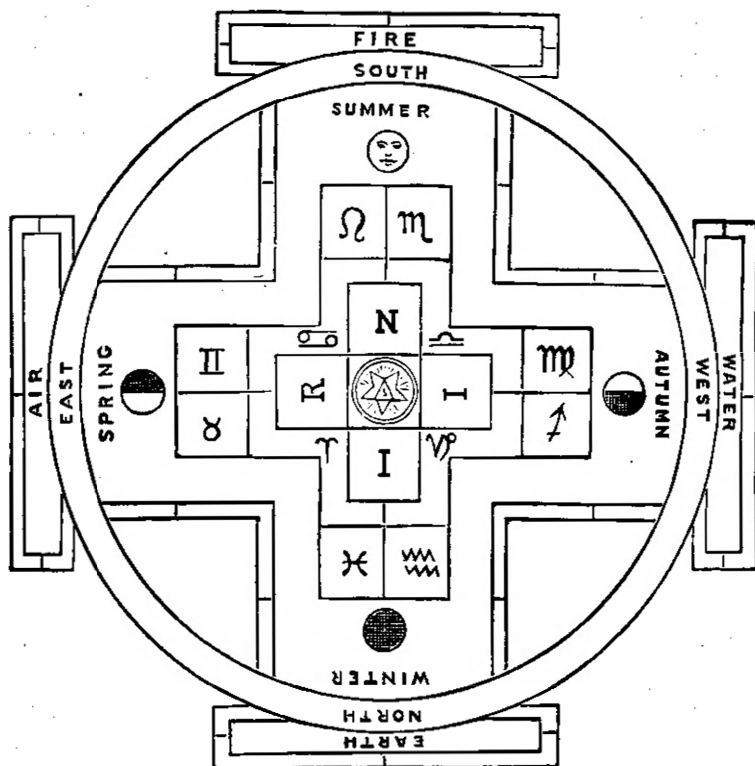 FIRE
SOUTH
SUMMER
♌ ♏
N
♋ ♎
AIR
EAST
SPRING
♊
♉
R
I
♍
♐
AUTUMN
WEST
WATER
♈ ♑
I
♓ ♒
WINTER
NORTH
EARTH